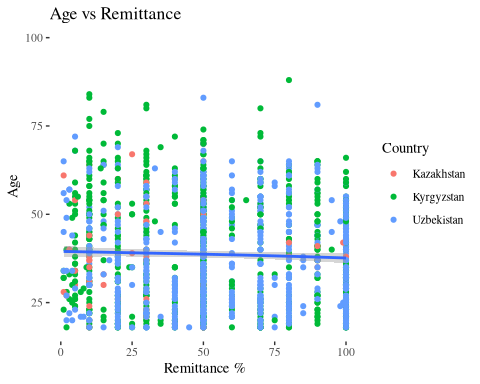 Age vs Remittance
100
75
50
25
Age
0
25
50
75
100
Remittance %
Country
Kazakhstan
Kyrgyzstan
Uzbekistan